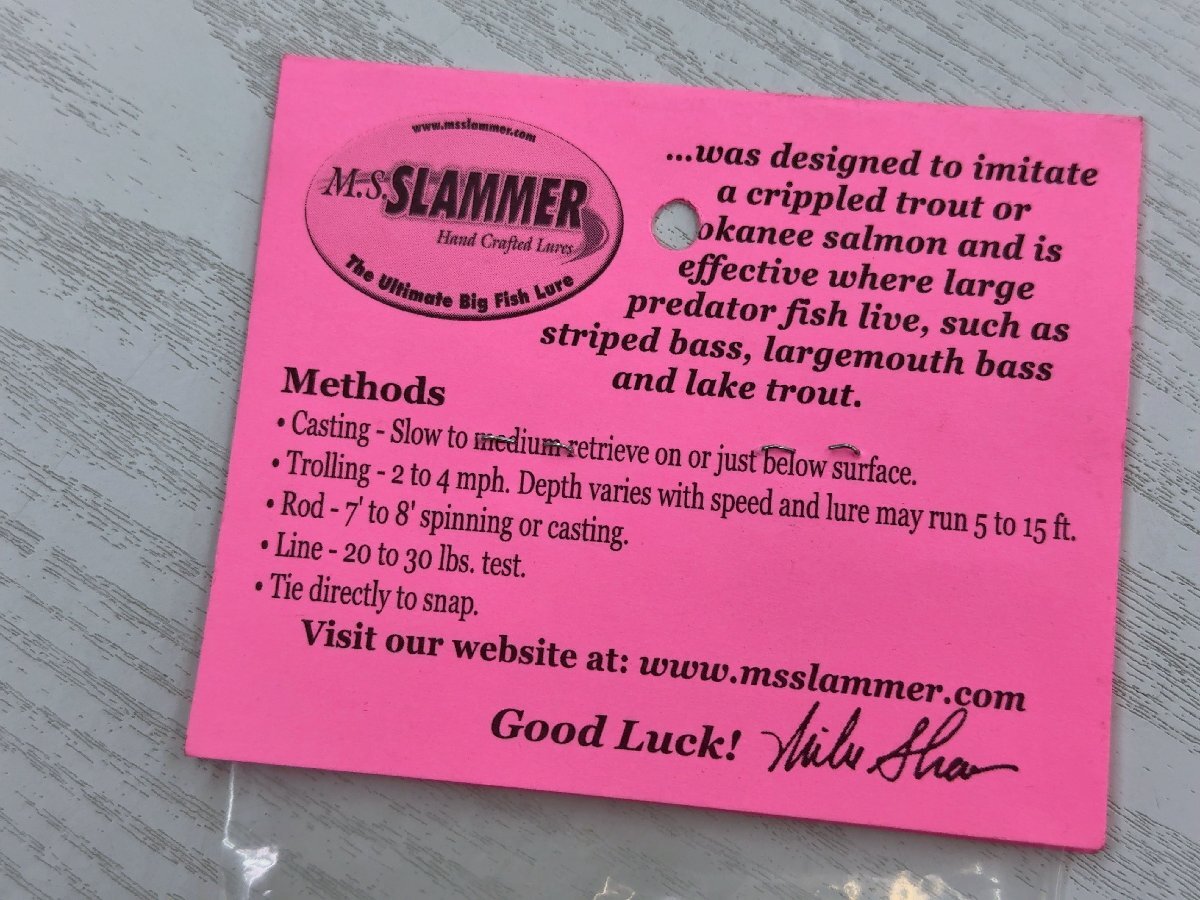 www.msslammer.com
M.S. SLAMMER
Hand Crafted Lures
The Ultimate Big Fish Lure
...was designed to imitate
a crippled trout or
okanee salmon and is
effective where large
predator fish live, such as
striped bass, largemouth bass
and lake trout.
Methods
• Casting - Slow to medium retrieve on or just below surface.
• Trolling - 2 to 4 mph. Depth varies with speed and lure may run 5 to 15 ft.
• Rod - 7' to 8' spinning or casting.
• Line - 20 to 30 lbs. test.
• Tie directly to snap.
Visit our website at: www.msslammer.com
Good Luck! Mike Shaw